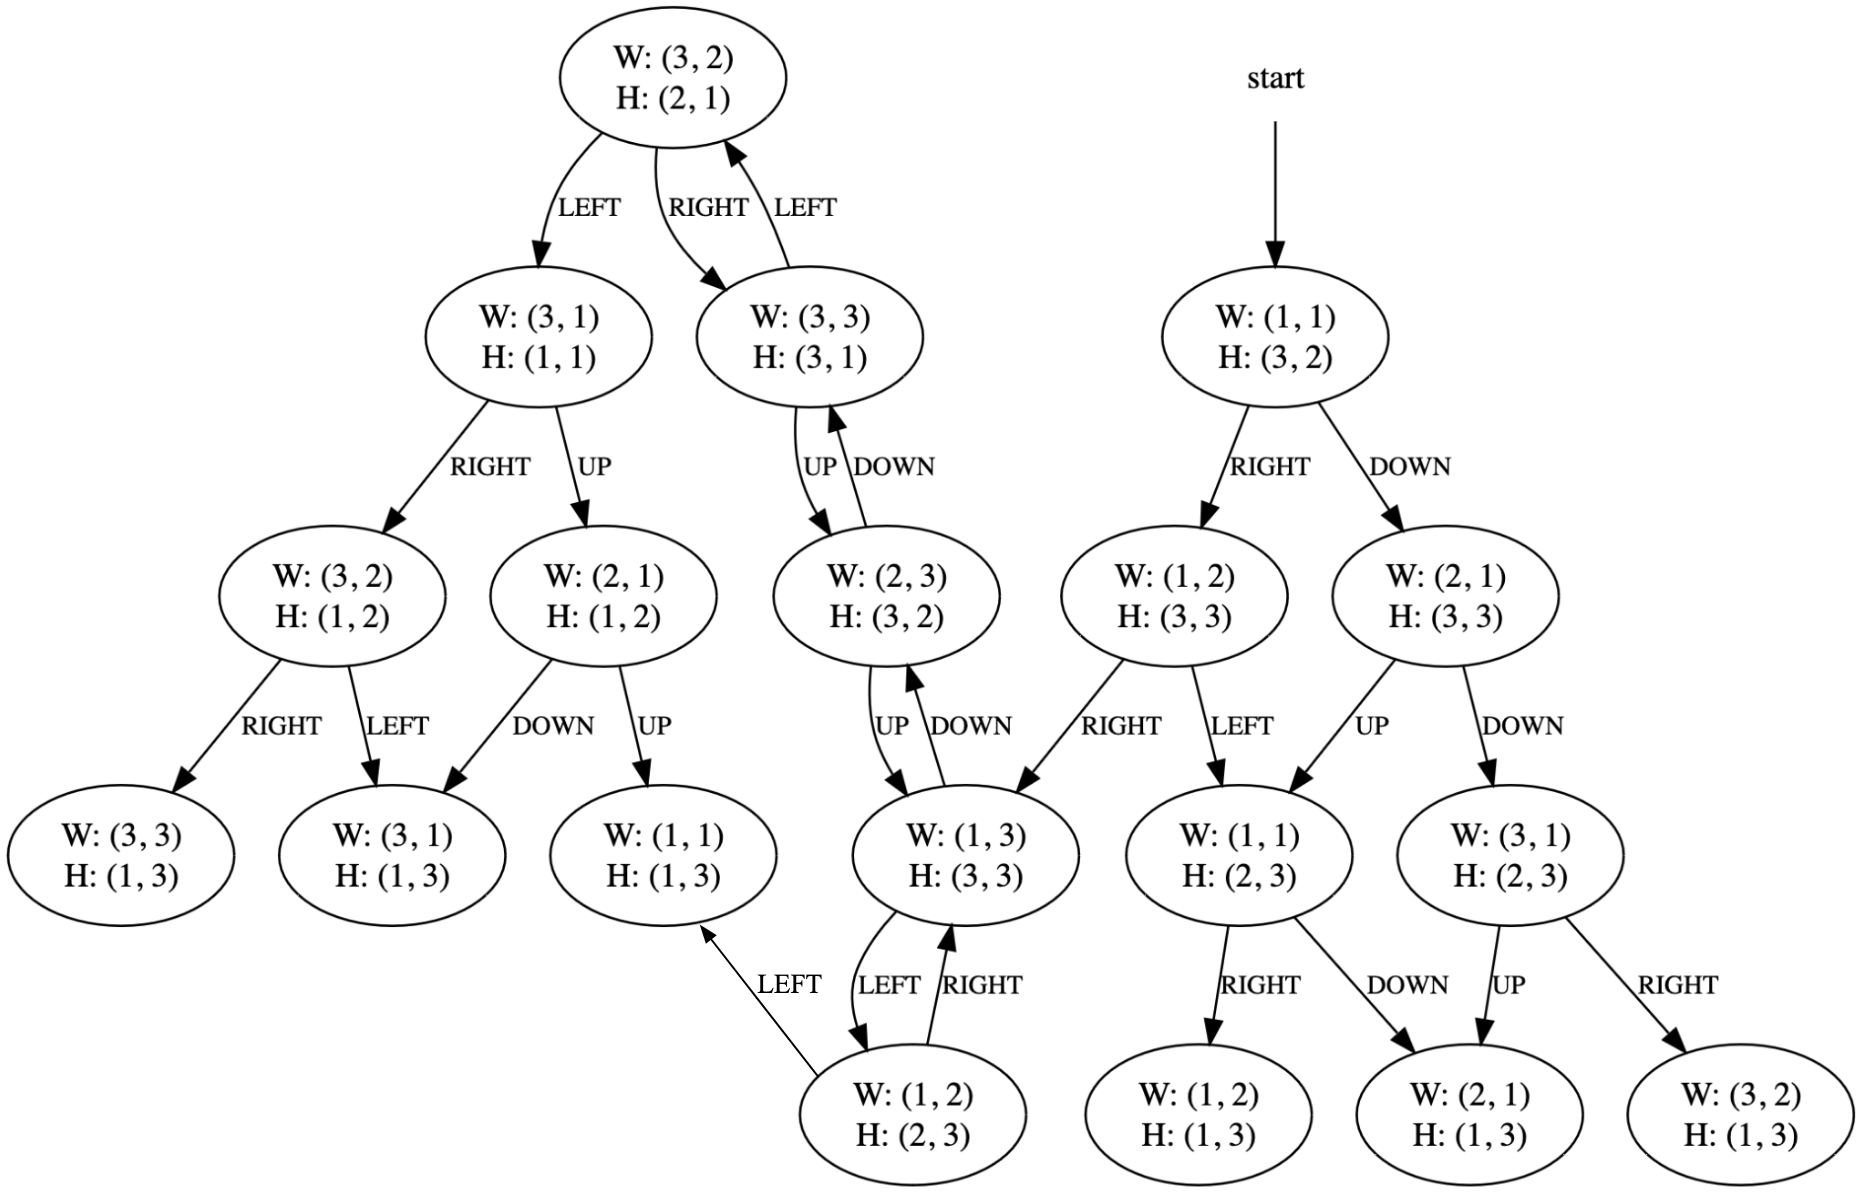 W: (3, 2)
H: (2, 1)
start
LEFT
RIGHT
LEFT
W: (3, 1)
H: (1, 1)
W: (3, 3)
H: (3, 1)
W: (1, 1)
H: (3, 2)
RIGHT
UP
UP
DOWN
RIGHT
DOWN
W: (3, 2)
H: (1, 2)
W: (2, 1)
H: (1, 2)
W: (2, 3)
H: (3, 2)
W: (1, 2)
H: (3, 3)
W: (2, 1)
H: (3, 3)
RIGHT
LEFT
DOWN
UP
UP
DOWN
RIGHT
LEFT
UP
DOWN
W: (3, 3)
H: (1, 3)
W: (3, 1)
H: (1, 3)
W: (1, 1)
H: (1, 3)
W: (1, 3)
H: (3, 3)
W: (1, 1)
H: (2, 3)
W: (3, 1)
H: (2, 3)
LEFT
LEFT
RIGHT
RIGHT
DOWN
UP
RIGHT
W: (1, 2)
H: (2, 3)
W: (1, 2)
H: (1, 3)
W: (2, 1)
H: (1, 3)
W: (3, 2)
H: (1, 3)